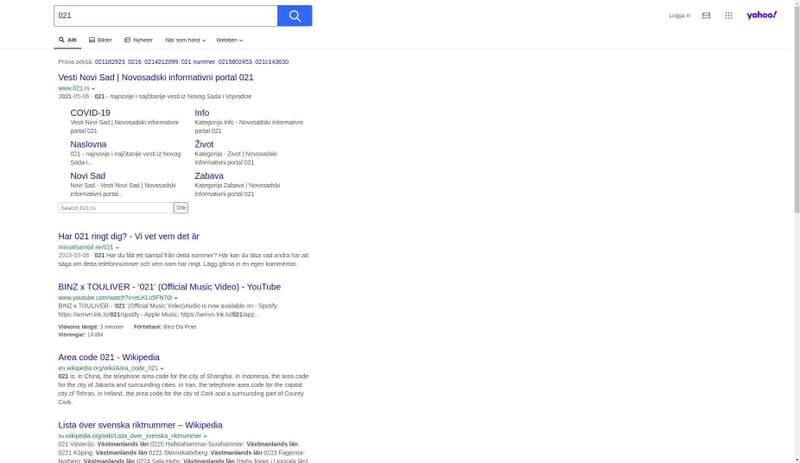 021
Logga in
yahoo!
Allt
Bilder
Nyheter
När som helst
Webben
Prova också: 021182923, 0216, 0214212099, 021 nummer, 0215802453, 021c143630
Vesti Novi Sad | Novosadski informativni portal 021
www.021.rs
2021-05-06 - 021 - najnovije i najčitanije vesti iz Novog Sada i Vojvodine
COVID-19
Vesti Novi Sad | Novosadski informativni
portal 021
Info
Kategorija Info - Novosadski informativni
portal 021
Naslovna
021 - najnovije i najčitanije vesti iz Novog
Sada i...
Život
Kategorija - Zivot | Novosadski
informativni portal 021
Novi Sad
Novi Sad - Vesti Novi Sad | Novosadski
informativni portal...
Zabava
Kategorija Zabava | Novosadski
informativni portal 021
Search 021.rs
Sök
Har 021 ringt dig? - Vi vet vem det är
missatsamtal.se/021
2018-03-06 - 021 Har du fått ett samtal från detta nummer? Här kan du läsa vad andra har att
säga om detta telefonnummer och vem som har ringt. Lägg gärna in en egen kommentar.
BINZ x TOULIVER - ‘021’ (Official Music Video) - YouTube
www.youtube.com/watch?v=eLKLo5FN70I
BINZ x TOULIVER - ‘021’ (Official Music Video)Audio is now available on:- Spotify:
https://wmvn.lnk.to/021/spotify - Apple Music: https://wmvn.lnk.to/021/app...
Videons längd: 3 minuter
Författare: Binz Da Poet
Visningar: 14.6M
Area code 021 - Wikipedia
en.wikipedia.org/wiki/Area_code_021
021 is: in China, the telephone area code for the city of Shanghai. in Indonesia, the area code
for the city of Jakarta and surrounding cities. in Iran, the telephone area code for the capital
city of Tehran. in Ireland, the area code for the city of Cork and a surrounding part of County
Cork.
Lista över svenska riktnummer – Wikipedia
sv.wikipedia.org/wiki/Lista_över_svenska_riktnummer
021 Västerås: Västmanlands län 0220 Hallstahammar-Surahammar: Västmanlands län
0221 Köping: Västmanlands län 0222 Skinnskatteberg: Västmanlands län 0223 Fagersta-
Norberg: Västmanlands län 0224 Sala-Heby: Västmanlands län (Heby ligger i Uppsala län)